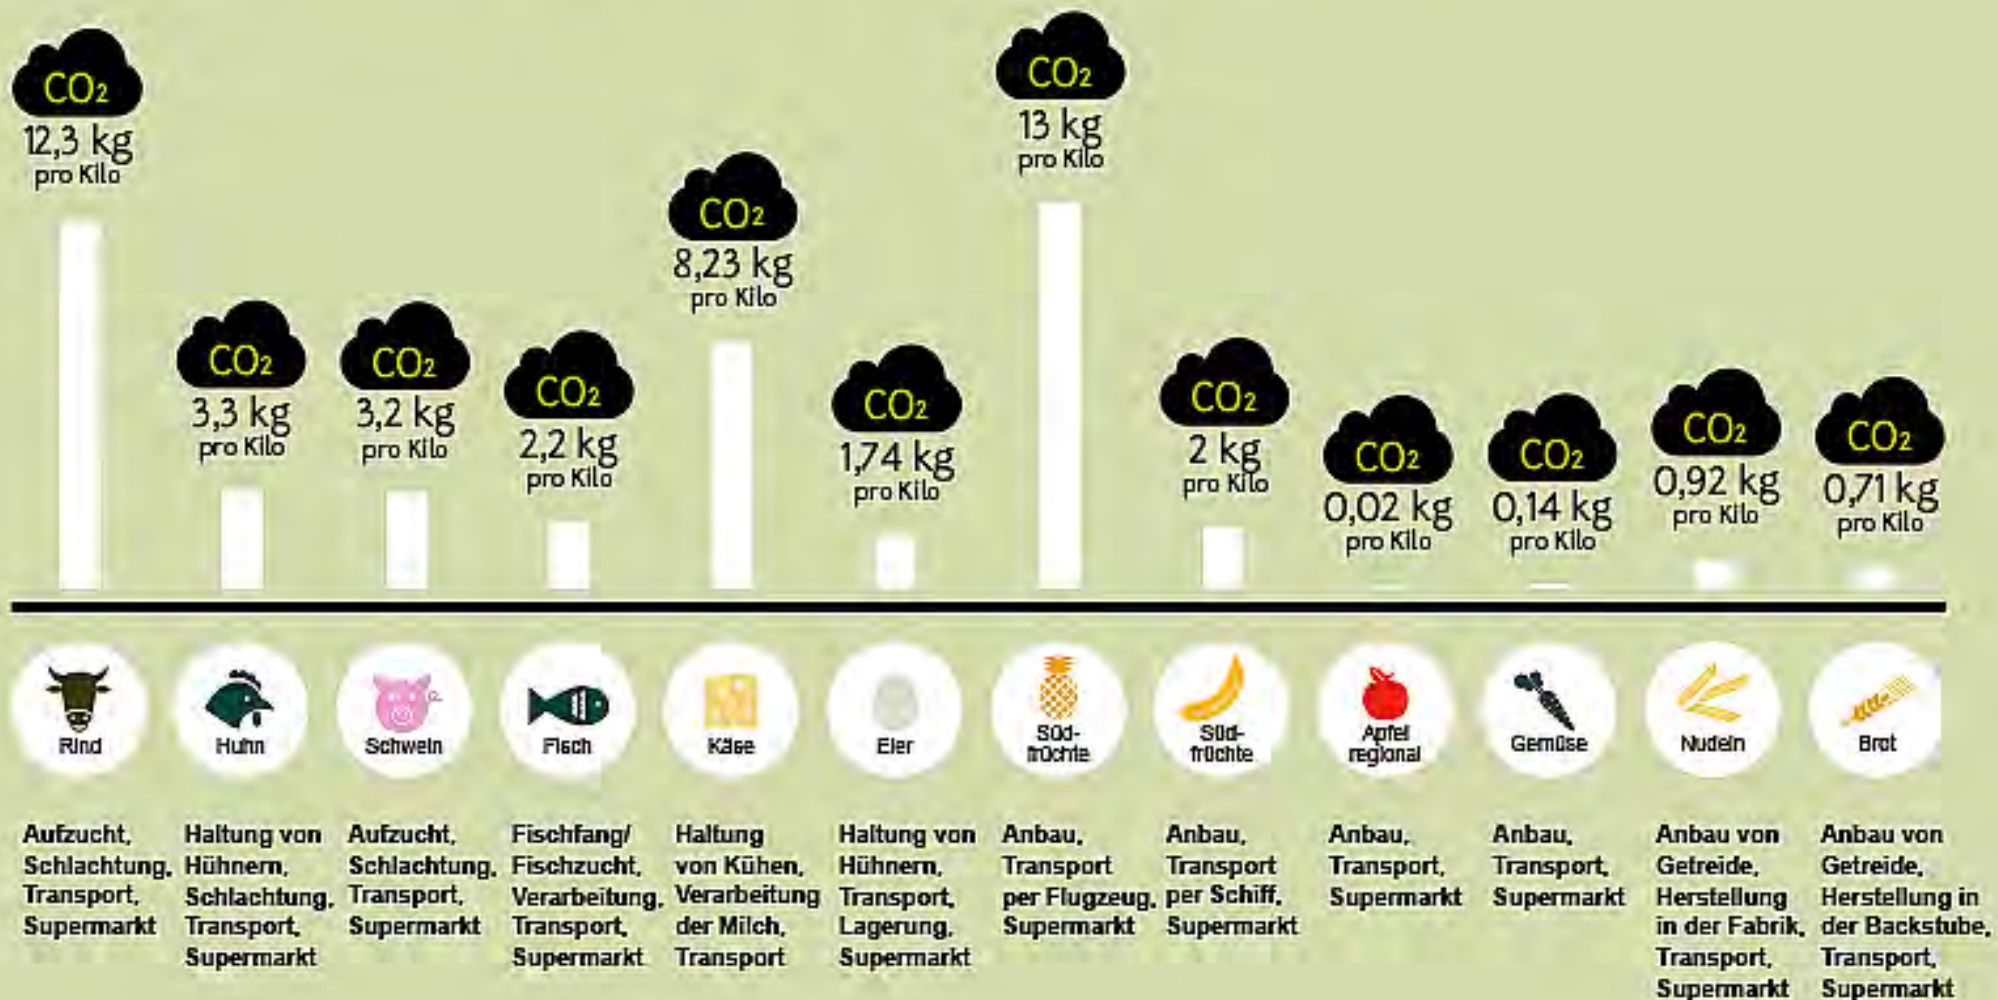 CO₂
12,3 kg
pro Kilo
CO₂
3,3 kg
pro Kilo
CO₂
3,2 kg
pro Kilo
CO₂
2,2 kg
pro Kilo
CO₂
8,23 kg
pro Kilo
CO₂
1,74 kg
pro Kilo
CO₂
13 kg
pro Kilo
CO₂
2 kg
pro Kilo
CO₂
0,02 kg
pro Kilo
CO₂
0,14 kg
pro Kilo
CO₂
0,92 kg
pro Kilo
CO₂
0,71 kg
pro Kilo
Rind
Huhn
Schwein
Fisch
Käse
Eier
Süd-
früchte
Süd-
früchte
Apfel
regional
Gemüse
Nudeln
Brot
Aufzucht,
Schlachtung,
Transport,
Supermarkt
Haltung von
Hühnern,
Schlachtung,
Transport,
Supermarkt
Aufzucht,
Schlachtung,
Transport,
Supermarkt
Fischfang/
Fischzucht,
Verarbeitung,
Transport,
Supermarkt
Haltung
von Kühen,
Verarbeitung
der Milch,
Transport
Haltung von
Hühnern,
Transport,
Lagerung,
Supermarkt
Anbau,
Transport
per Flugzeug,
Supermarkt
Anbau,
Transport
per Schiff,
Supermarkt
Anbau,
Transport,
Supermarkt
Anbau,
Transport,
Supermarkt
Anbau von
Getreide,
Herstellung
in der Fabrik,
Transport,
Supermarkt
Anbau von
Getreide,
Herstellung in
der Backstube,
Transport,
Supermarkt